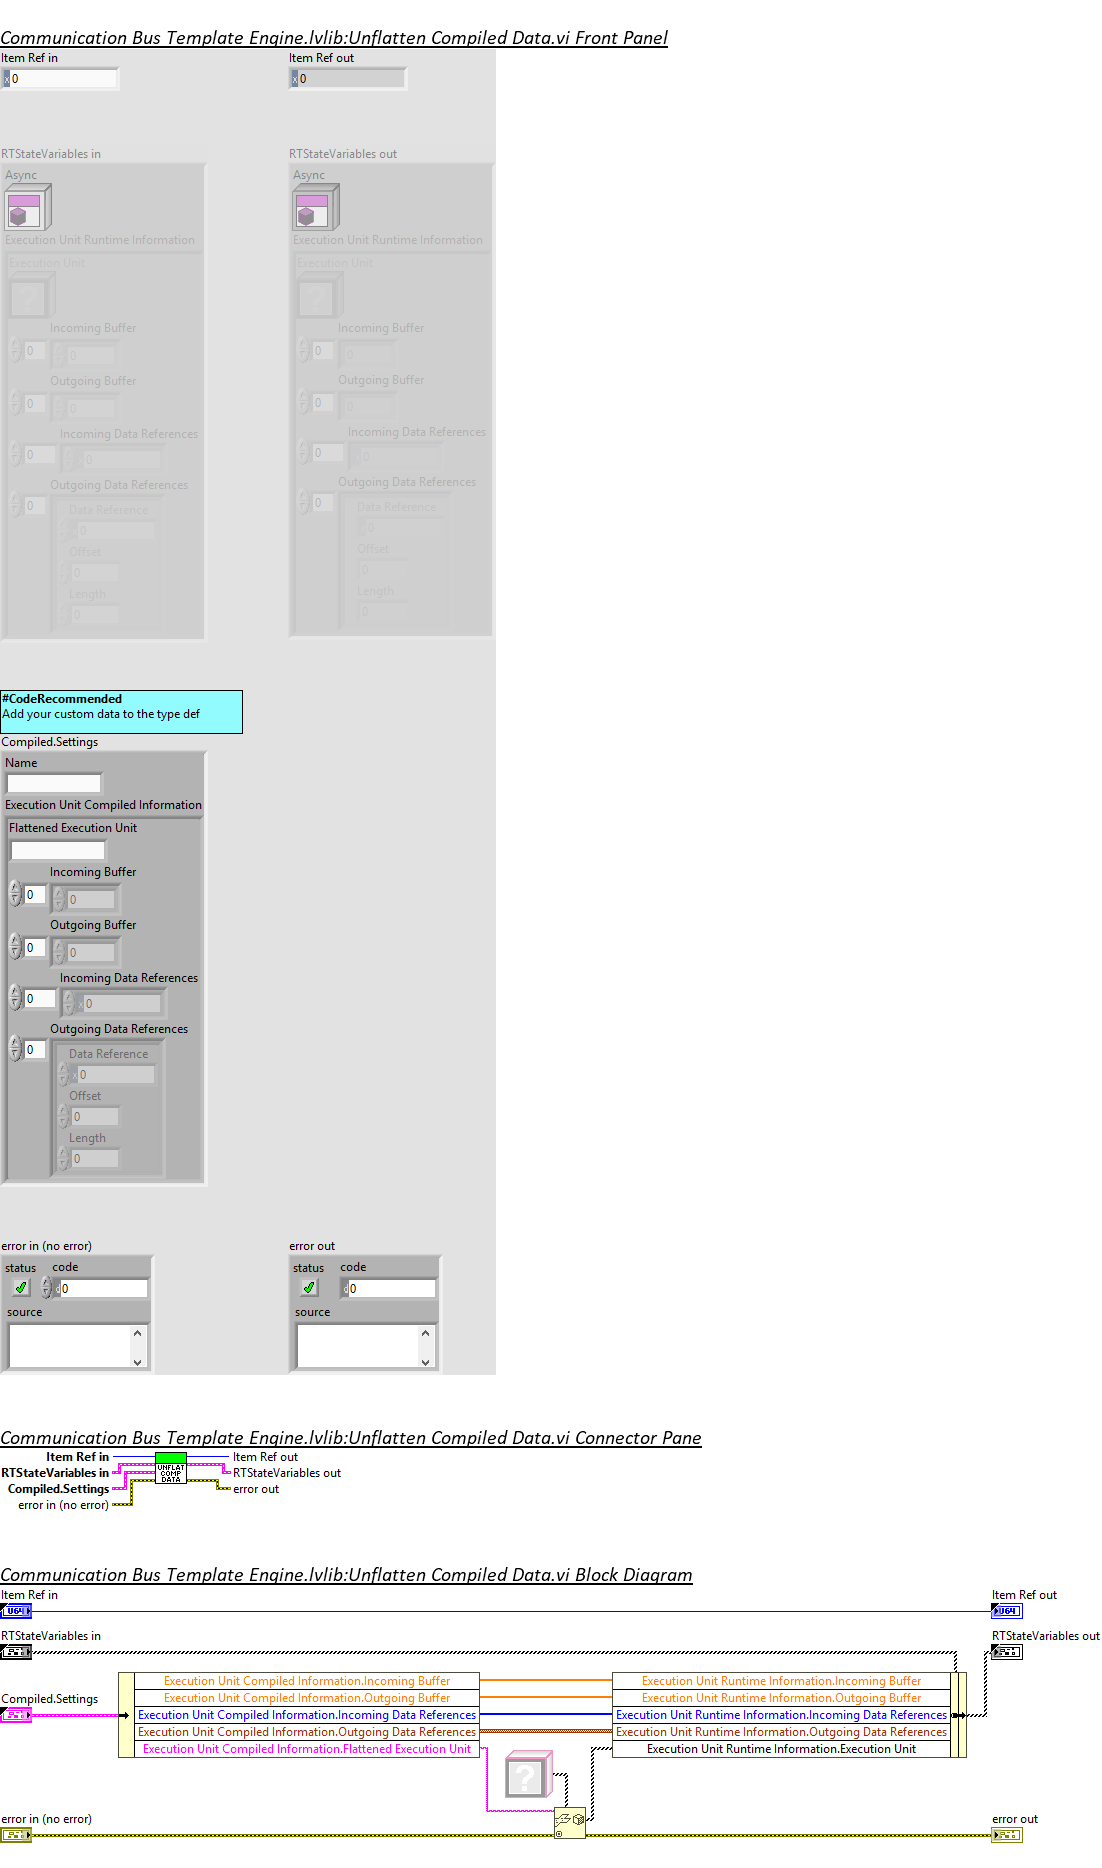 Communication Bus Template Engine.lvlib:Unflatten Compiled Data.vi Front Panel
Item Ref in
Item Ref out
x 0
x 0
RTStateVariables in
RTStateVariables out
Async
Async
Execution Unit Runtime Information
Execution Unit Runtime Information
Execution Unit
Execution Unit
?
?
Incoming Buffer
Incoming Buffer
0
0
0
0
Outgoing Buffer
Outgoing Buffer
0
0
0
0
Incoming Data References
Incoming Data References
0
0
0
0
Outgoing Data References
Outgoing Data References
0
0
Data Reference
Data Reference
0
0
Offset
Offset
0
0
Length
Length
0
0
#CodeRecommended
Add your custom data to the type def
Compiled.Settings
Name
Execution Unit Compiled Information
Flattened Execution Unit
Incoming Buffer
0
0
Outgoing Buffer
0
0
Incoming Data References
0
x 0
Outgoing Data References
0
Data Reference
x 0
Offset
0
Length
0
error in (no error)
error out
status
code
status
code
d 0
d 0
source
source
Communication Bus Template Engine.lvlib:Unflatten Compiled Data.vi Connector Pane
Item Ref in
Item Ref out
RTStateVariables in
UNFLAT
COMP
DATA
RTStateVariables out
Compiled.Settings
error out
error in (no error)
Communication Bus Template Engine.lvlib:Unflatten Compiled Data.vi Block Diagram
Item Ref in
Item Ref out
U64
U64
RTStateVariables in
RTStateVariables out
Compiled.Settings
Execution Unit Compiled Information.Incoming Buffer
Execution Unit Runtime Information.Incoming Buffer
Execution Unit Compiled Information.Outgoing Buffer
Execution Unit Runtime Information.Outgoing Buffer
Execution Unit Compiled Information.Incoming Data References
Execution Unit Runtime Information.Incoming Data References
Execution Unit Compiled Information.Outgoing Data References
Execution Unit Runtime Information.Outgoing Data References
Execution Unit Compiled Information.Flattened Execution Unit
Execution Unit Runtime Information.Execution Unit
?
error in (no error)
error out